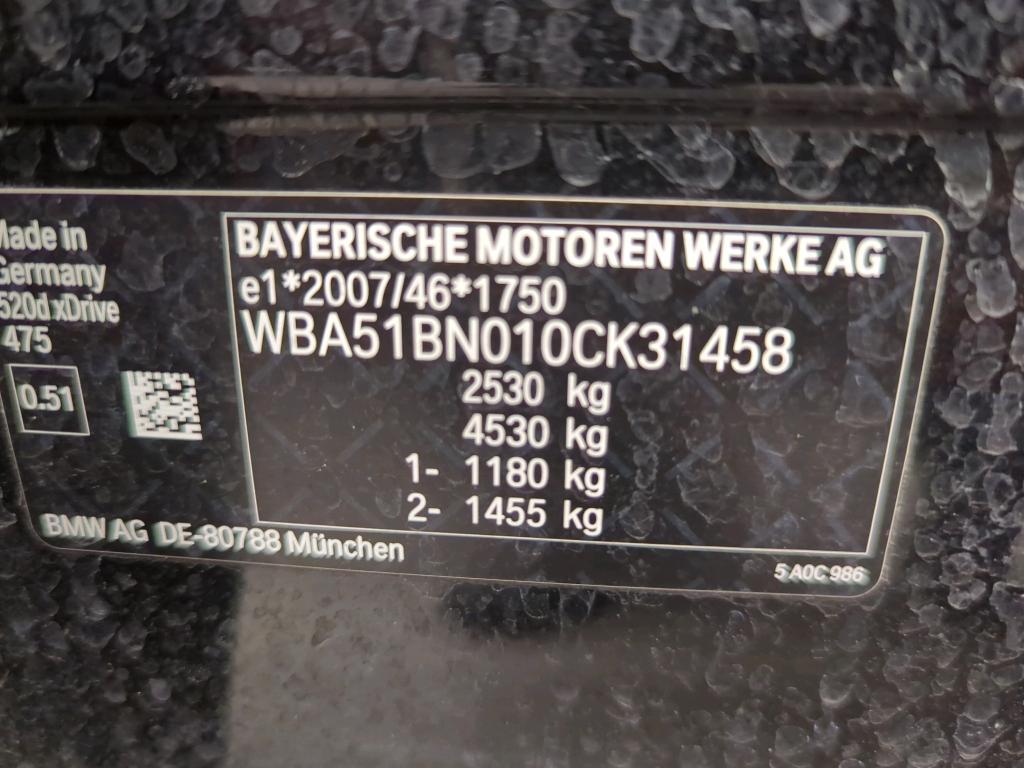 Made in
Germany
520d xDrive
475
0.51
BAYERISCHE MOTOREN WERKE AG
e1*2007/46*1750
WBA51BN010CK31458
2530 kg
4530 kg
1- 1180 kg
2- 1455 kg
BMW AG DE-80788 München
5 A0C 986